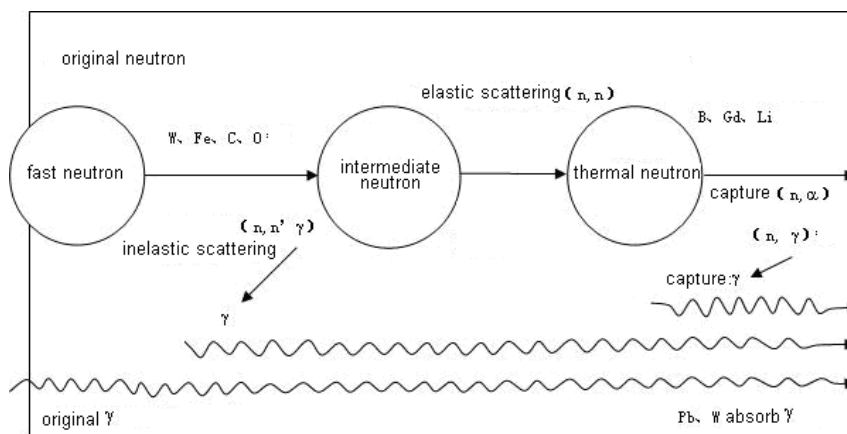 original neutron
elastic scattering (n, n)
W、Fe、C、O:
B、Gd、Li
fast neutron
intermediate
neutron
thermal neutron
capture (n, α)
(n, n' γ)
inelastic scattering
(n, γ):
capture:γ
γ
original γ
Pb、W absorb γ